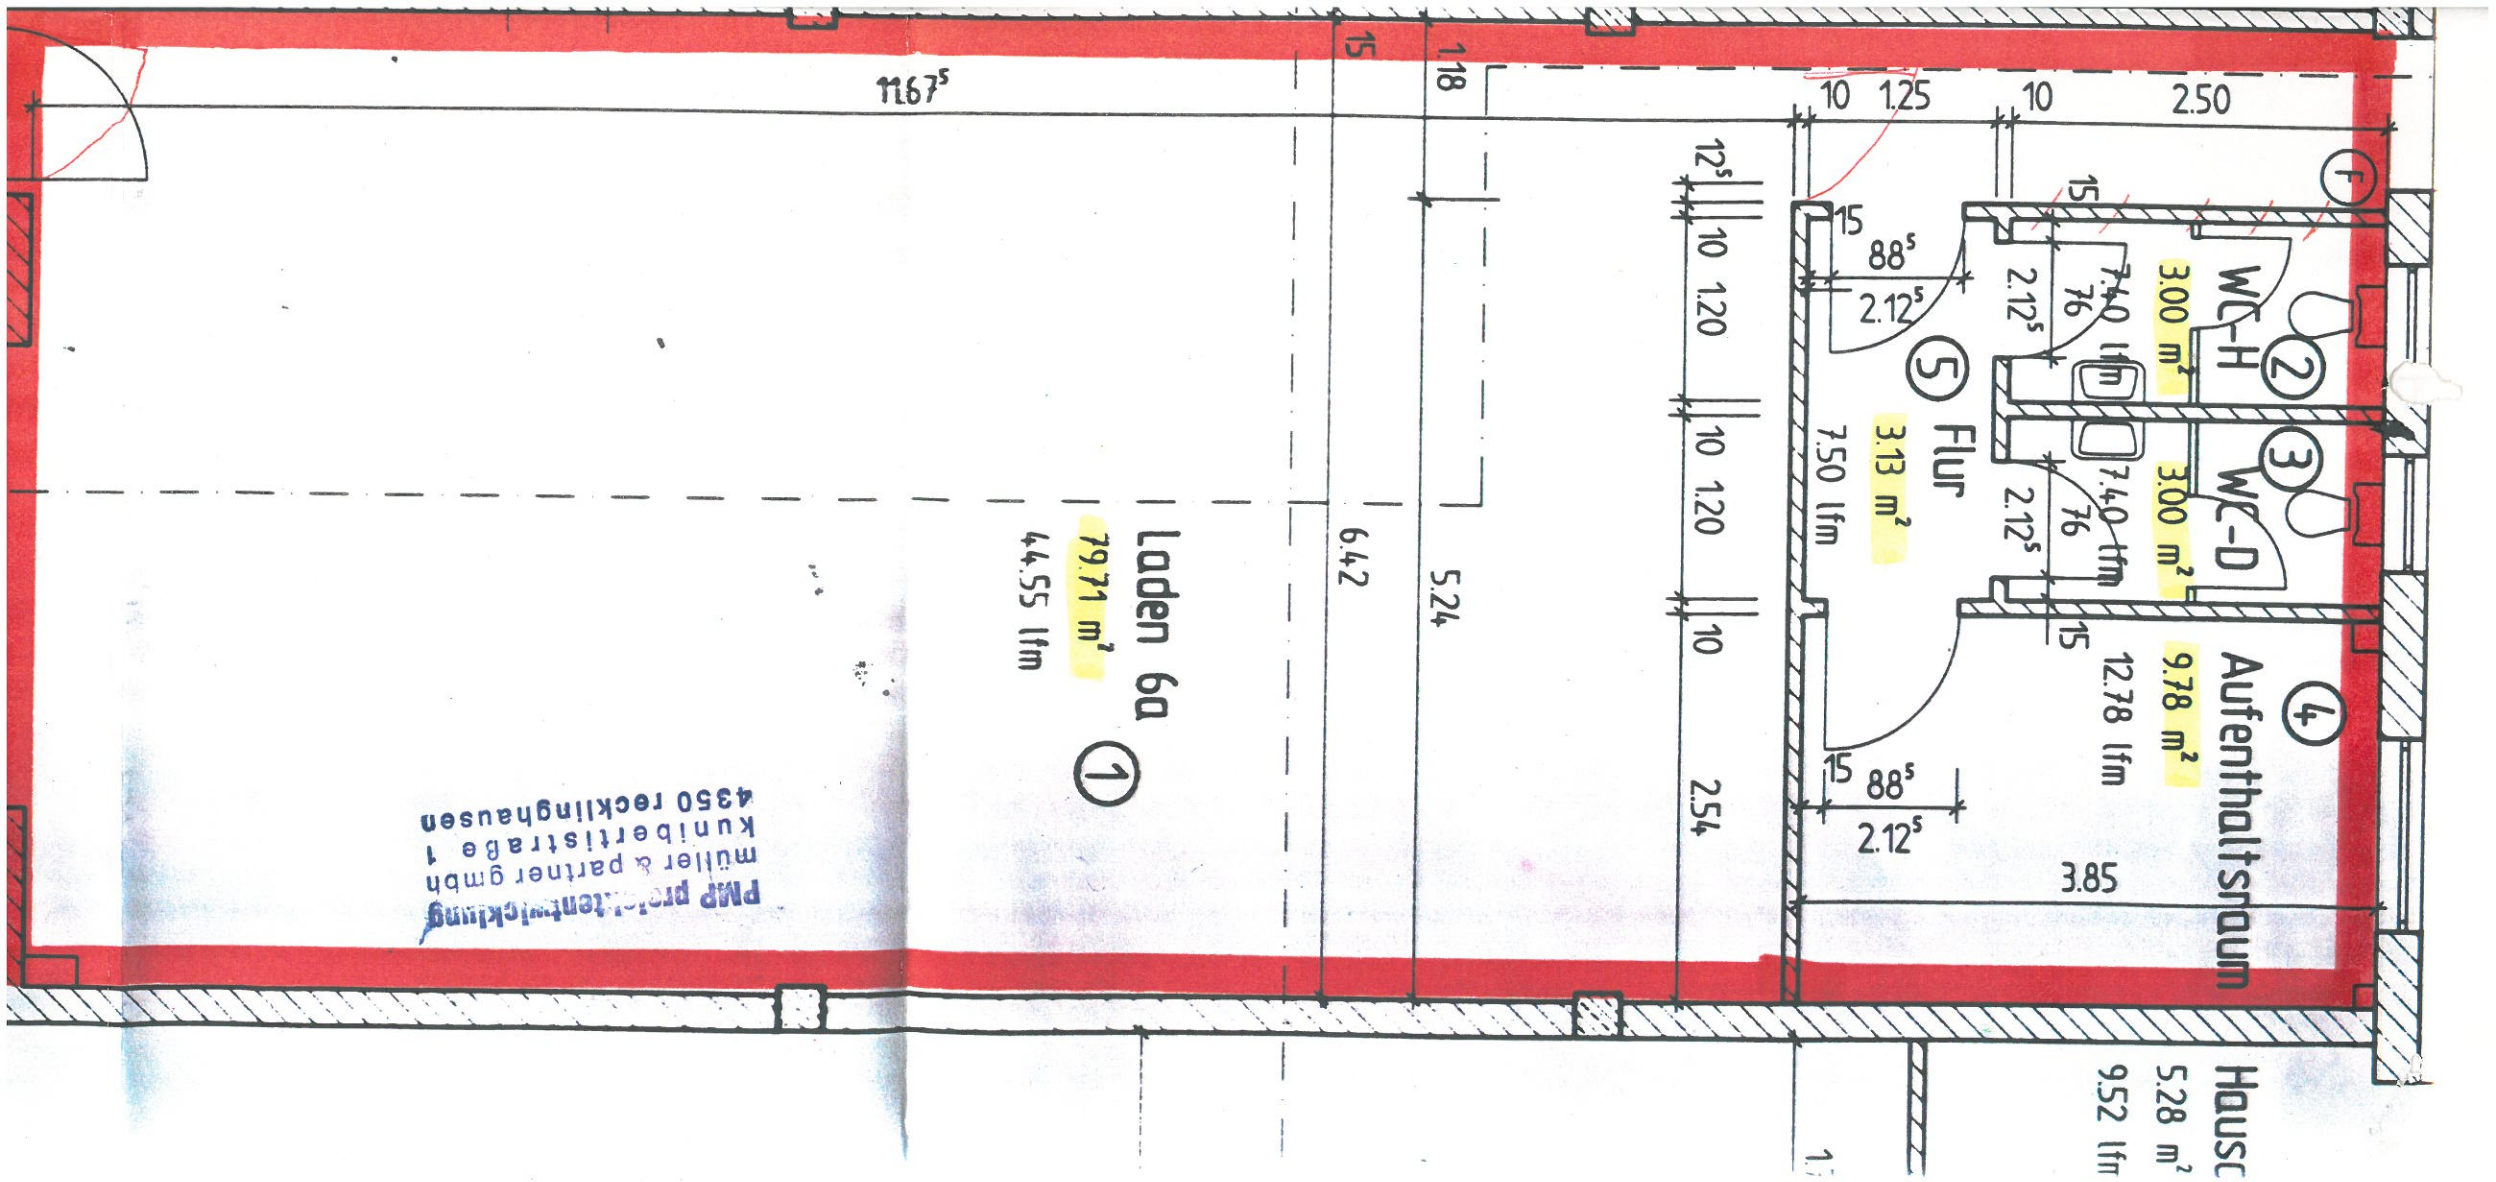 11.67⁵
15
1.18
10
1.25
10
2.50
F
12⁵
10
1.20
10
1.20
10
2.54
15
88⁵
2.12⁵
15
2.12⁵
76
WC-H
3.00 m²
7.40 lfm
2
WC-D
3.00 m²
7.40 lfm
3
2.12⁵
76
15
5
Flur
3.13 m²
7.50 lfm
4
Aufenthaltsraum
9.78 m²
12.78 lfm
15
88⁵
2.12⁵
3.85
6.42
5.24
Laden 6a
79.71 m²
44.55 lfm
1
PMP projektentwicklung
müller & partner gmbh
kunibertistraße 1
4350 recklinghausen
5.28 m²